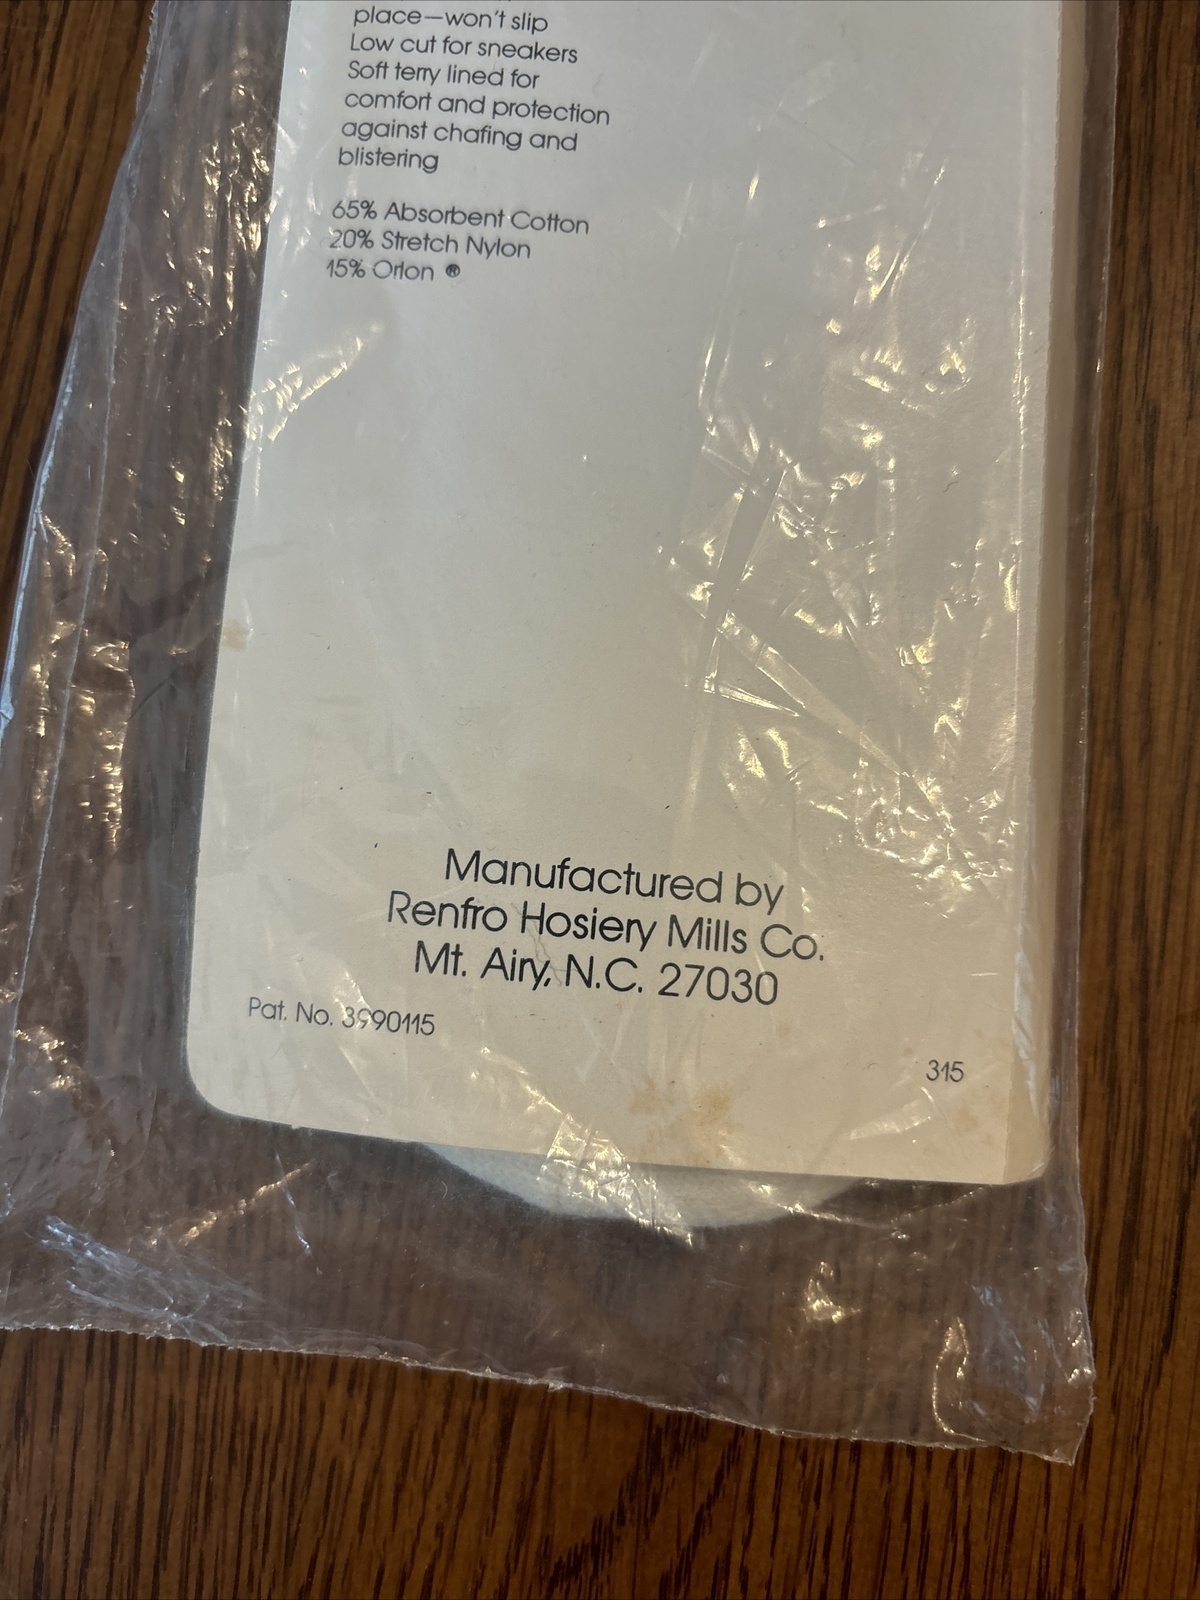 place—won't slip
Low cut for sneakers
Soft terry lined for
comfort and protection
against chafing and
blistering
65% Absorbent Cotton
20% Stretch Nylon
15% Orlon ®
Manufactured by
Renfro Hosiery Mills Co.
Mt. Airy, N.C. 27030
Pat. No. 3990115
315